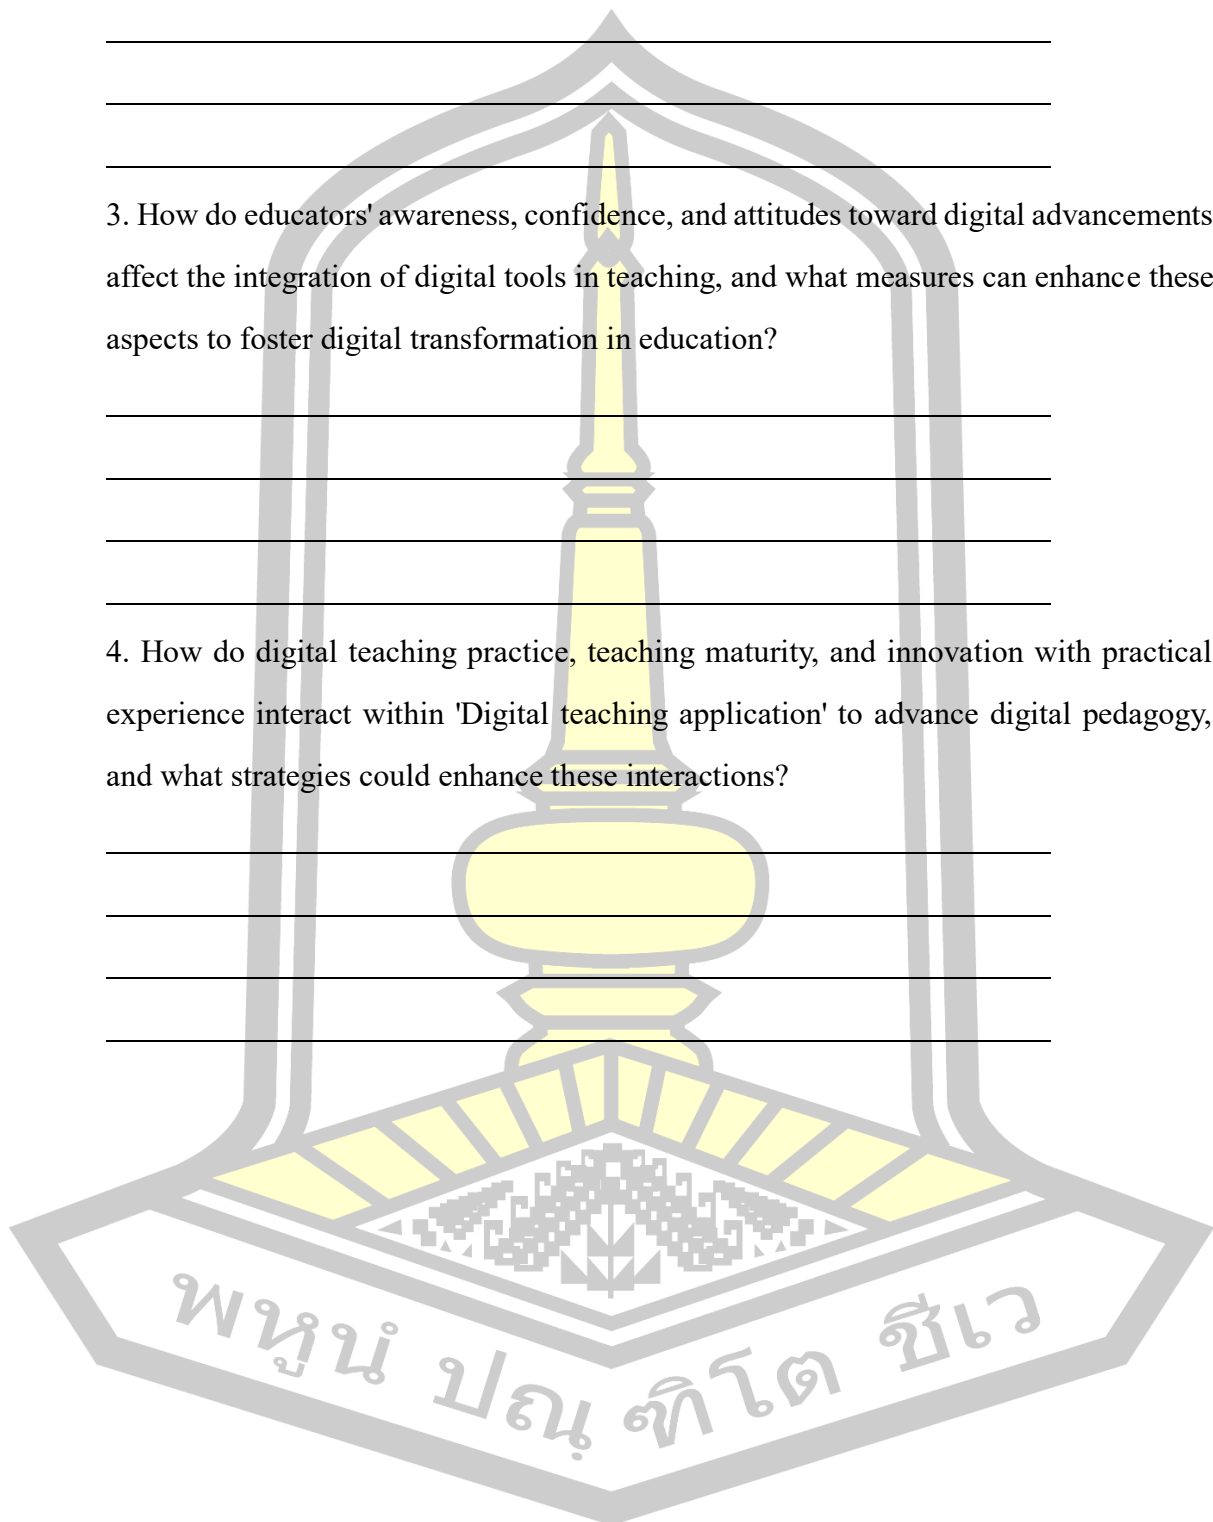 3. How do educators' awareness, confidence, and attitudes toward digital advancements
affect the integration of digital tools in teaching, and what measures can enhance these
aspects to foster digital transformation in education?
4. How do digital teaching practice, teaching maturity, and innovation with practical
experience interact within 'Digital teaching application' to advance digital pedagogy,
and what strategies could enhance these interactions?
พหูนํ ปณฺฑิโต ชีเว